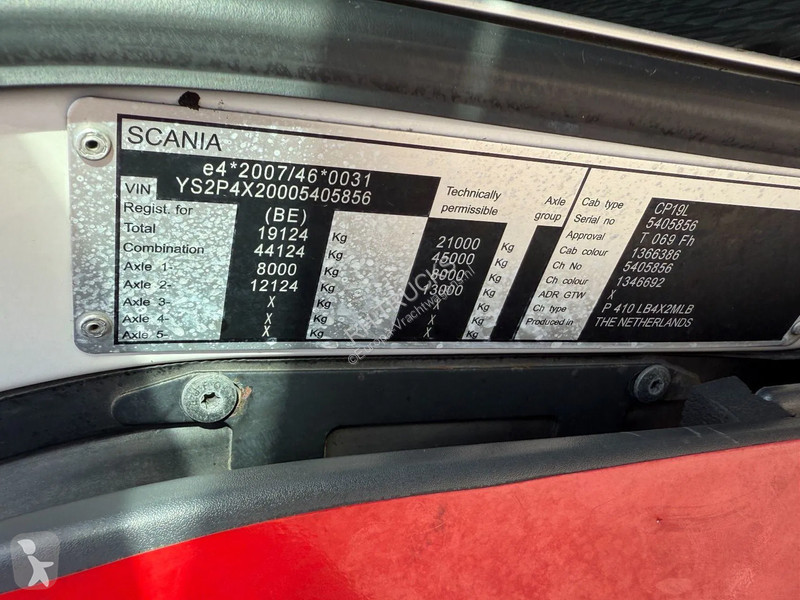 SCANIA
e4*2007/46*0031
VIN YS2P4X20005405856
Regist. for (BE) Technically permissible Axle group
Total 19124 Kg 21000 Kg
Combination 44124 Kg 45000 Kg
Axle 1- 8000 Kg 8000 Kg
Axle 2- 12124 Kg 13000 Kg
Axle 3- X Kg X Kg
Axle 4- X Kg X Kg
Axle 5- X Kg X Kg
Cab type CP19L
Serial no 5405856
Approval T 069 Fh
Cab colour 1366386
Ch No 5405856
Ch colour 1346692
ADR GTW X
Ch type P 410 LB4X2MLB
Produced in THE NETHERLANDS